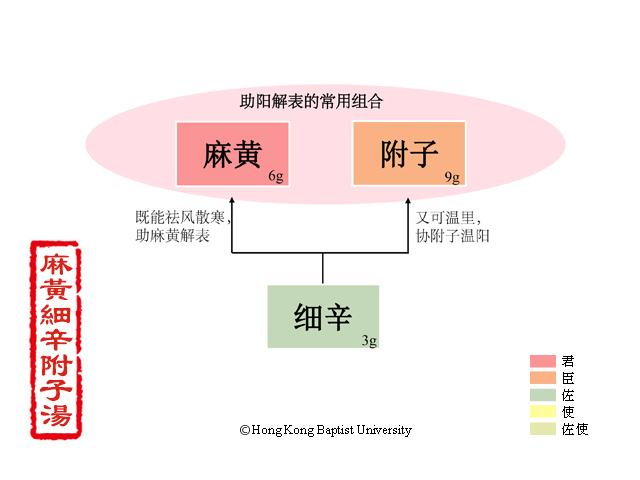 助阳解表的常用组合
麻黄
6g
附子
9g
既能祛风散寒，
助麻黄解表
又可温里，
协附子温阳
细辛
3g
麻黃細辛附子湯
君
臣
佐
使
佐使
©Hong Kong Baptist University